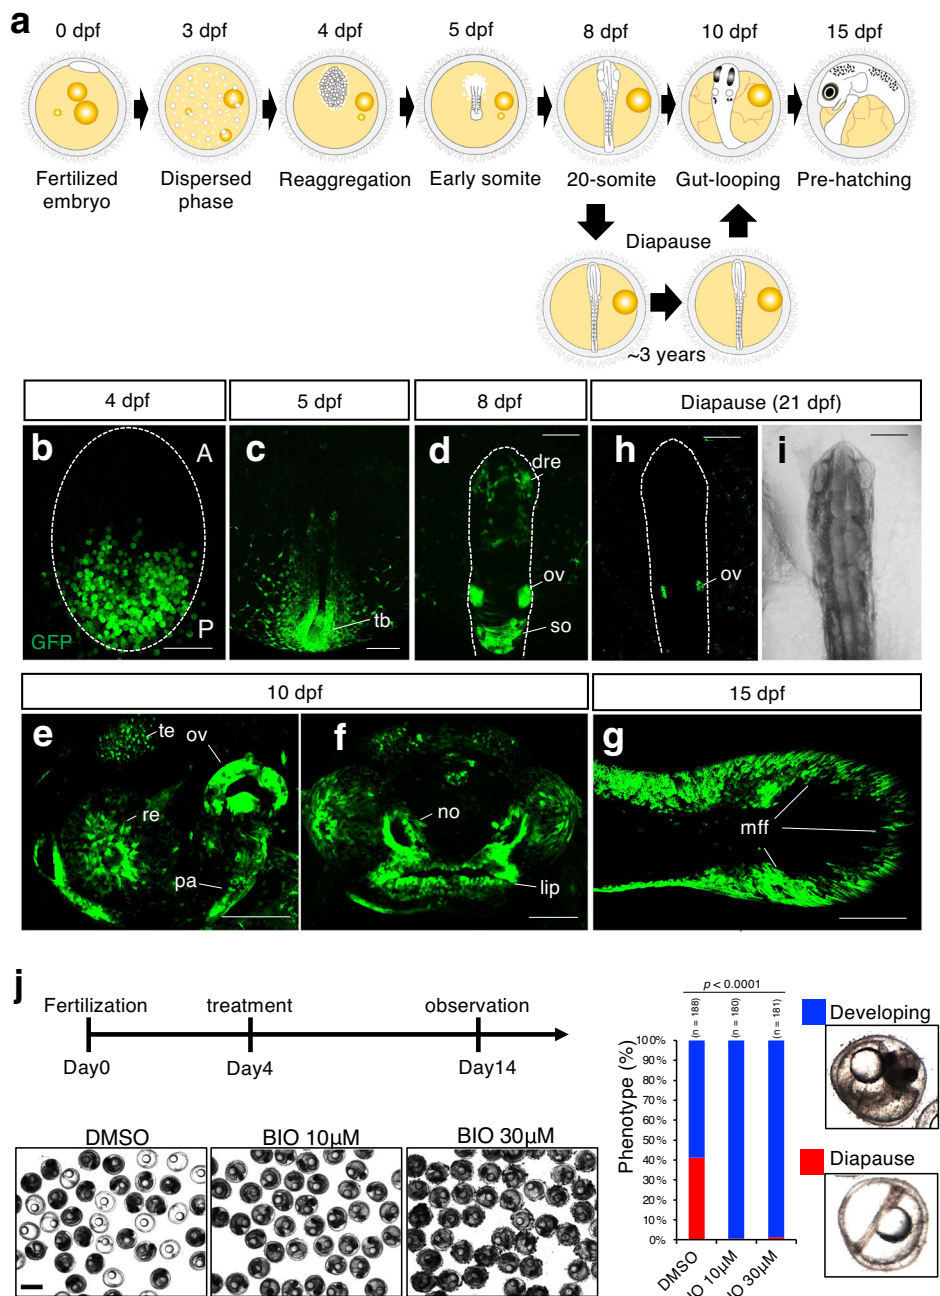 a
0 dpf 3 dpf 4 dpf 5 dpf 8 dpf 10 dpf 15 dpf
Fertilized embryo
Dispersed phase
Reaggregation
Early somite
20-somite
Gut-looping
Pre-hatching
Diapause
~3 years
4 dpf
5 dpf
8 dpf
Diapause (21 dpf)
b
A
P
GFP
c
tb
d
dre
ov
so
h
ov
i
10 dpf
15 dpf
e
te
ov
re
pa
f
no
lip
g
mff
j
Fertilization treatment observation
Day0 Day4 Day14
DMSO
BIO 10µM
BIO 30µM
p < 0.0001
(n = 188)
(n = 180)
(n = 181)
Phenotype (%)
100%
90%
80%
70%
60%
50%
40%
30%
20%
10%
0%
DMSO
IO 10µM
IO 30µM
Developing
Diapause